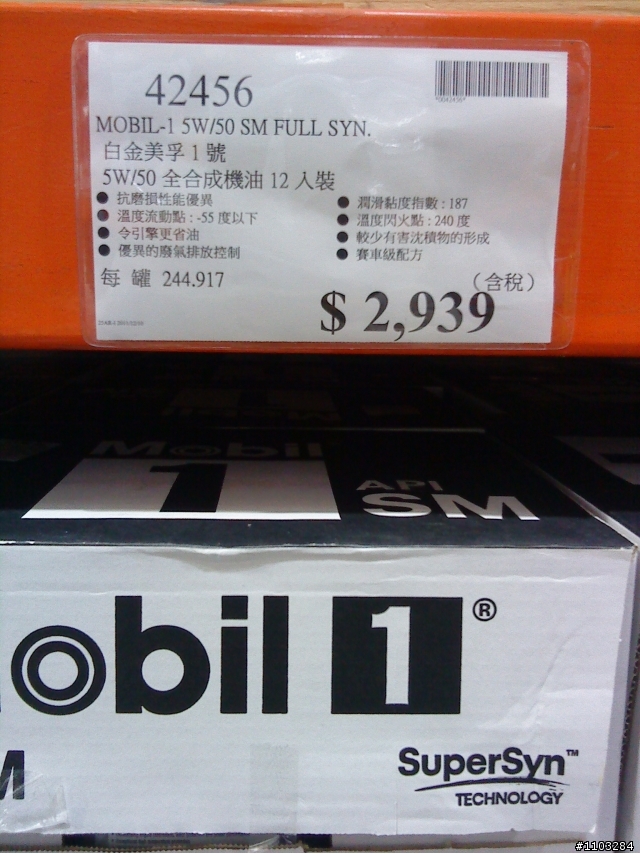 42456
*0042456*
MOBIL-1 5W/50 SM FULL SYN.
白金美孚 1 號
5W/50 全合成機油 12 入裝
抗磨損性能優異
溫度流動點 : -55 度以下
令引擎更省油
優異的廢氣排放控制
潤滑黏度指數 : 187
溫度閃火點 : 240 度
較少有害沈積物的形成
賽車級配方
每 罐 244.917
(含稅)
$ 2,939
Mobil
1
API
SM
obil 1®
M
SuperSyn™
TECHNOLOGY
#1103284